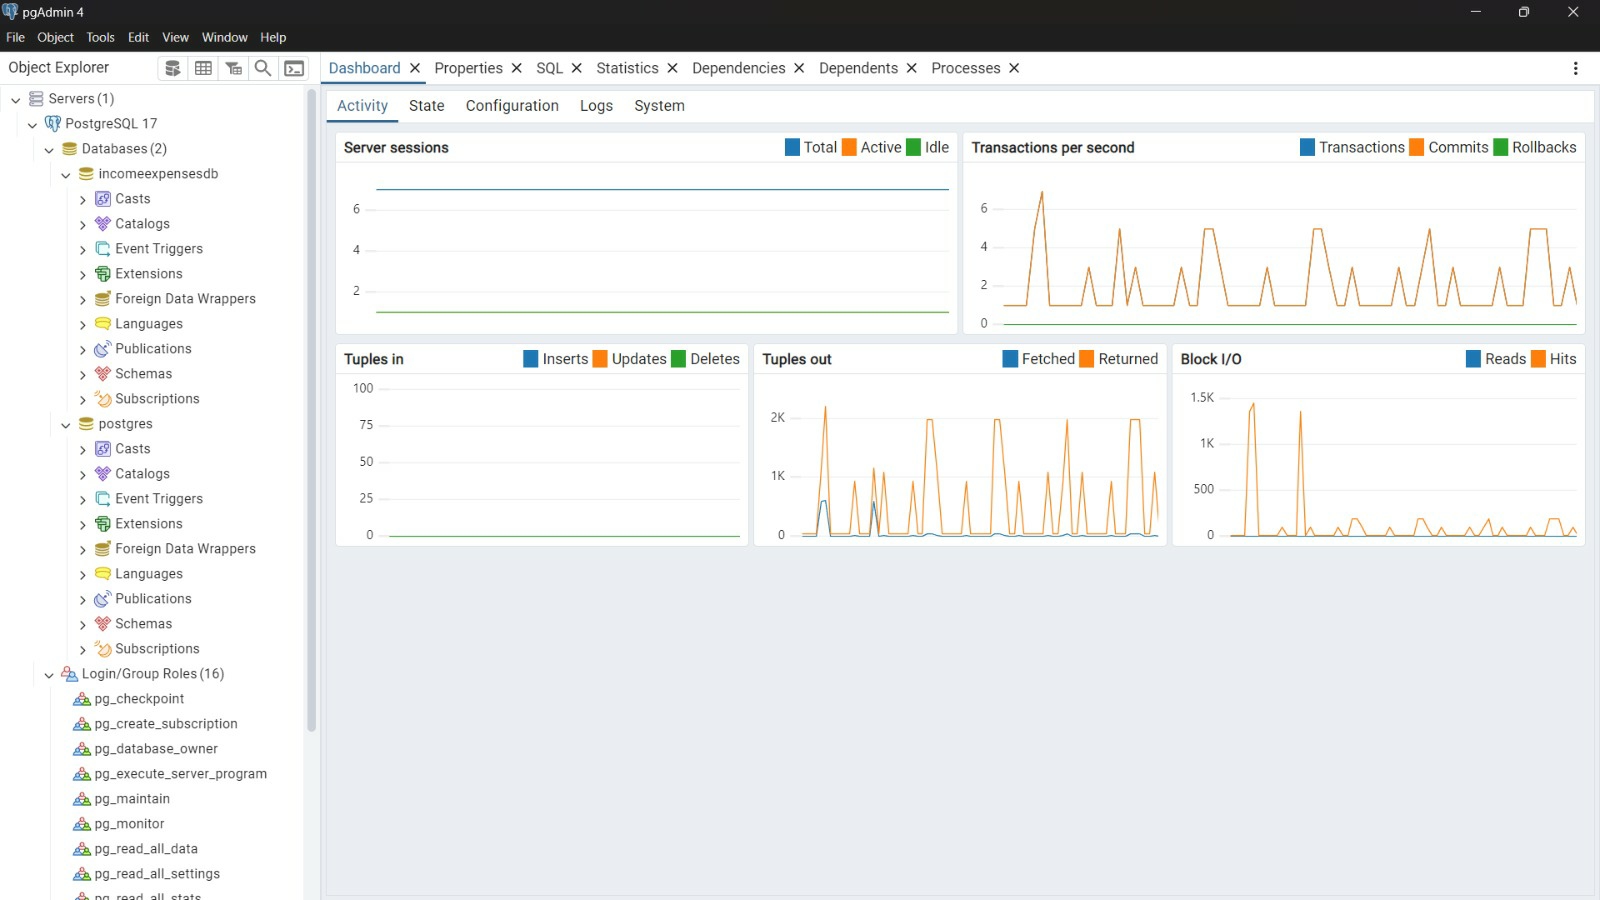 pgAdmin 4
File Object Tools Edit View Window Help
Object Explorer
Servers (1)
PostgreSQL 17
Databases (2)
incomeexpensesdb
Casts
Catalogs
Event Triggers
Extensions
Foreign Data Wrappers
Languages
Publications
Schemas
Subscriptions
postgres
Casts
Catalogs
Event Triggers
Extensions
Foreign Data Wrappers
Languages
Publications
Schemas
Subscriptions
Login/Group Roles (16)
pg_checkpoint
pg_create_subscription
pg_database_owner
pg_execute_server_program
pg_maintain
pg_monitor
pg_read_all_data
pg_read_all_settings
pg_read_all_stats
Dashboard Properties SQL Statistics Dependencies Dependents Processes
Activity State Configuration Logs System
Server sessions Total Active Idle
6
4
2
Transactions per second Transactions Commits Rollbacks
6
4
2
0
Tuples in Inserts Updates Deletes
100
75
50
25
0
Tuples out Fetched Returned
2K
1K
0
Block I/O Reads Hits
1.5K
1K
500
0